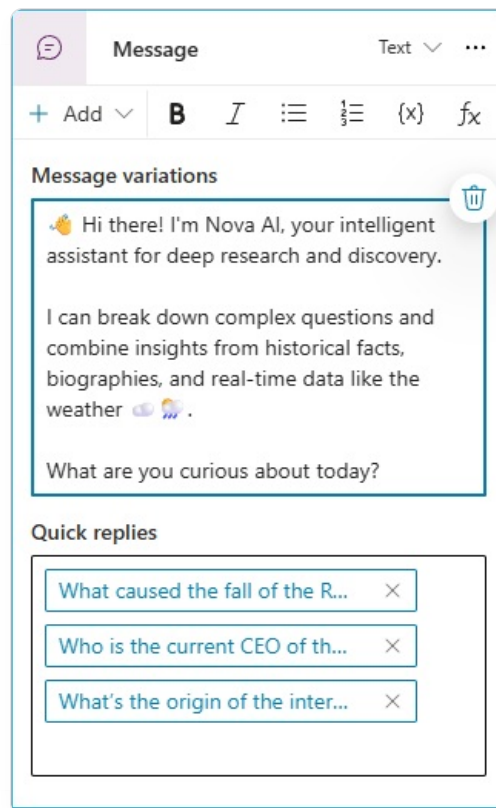 Message Text ...
+ Add B I {x} fx
Message variations
👋 Hi there! I'm Nova AI, your intelligent
assistant for deep research and discovery.
I can break down complex questions and
combine insights from historical facts,
biographies, and real-time data like the
weather ☁️ 🌦️ .
What are you curious about today?
Quick replies
What caused the fall of the R... ×
Who is the current CEO of th... ×
What's the origin of the inter... ×